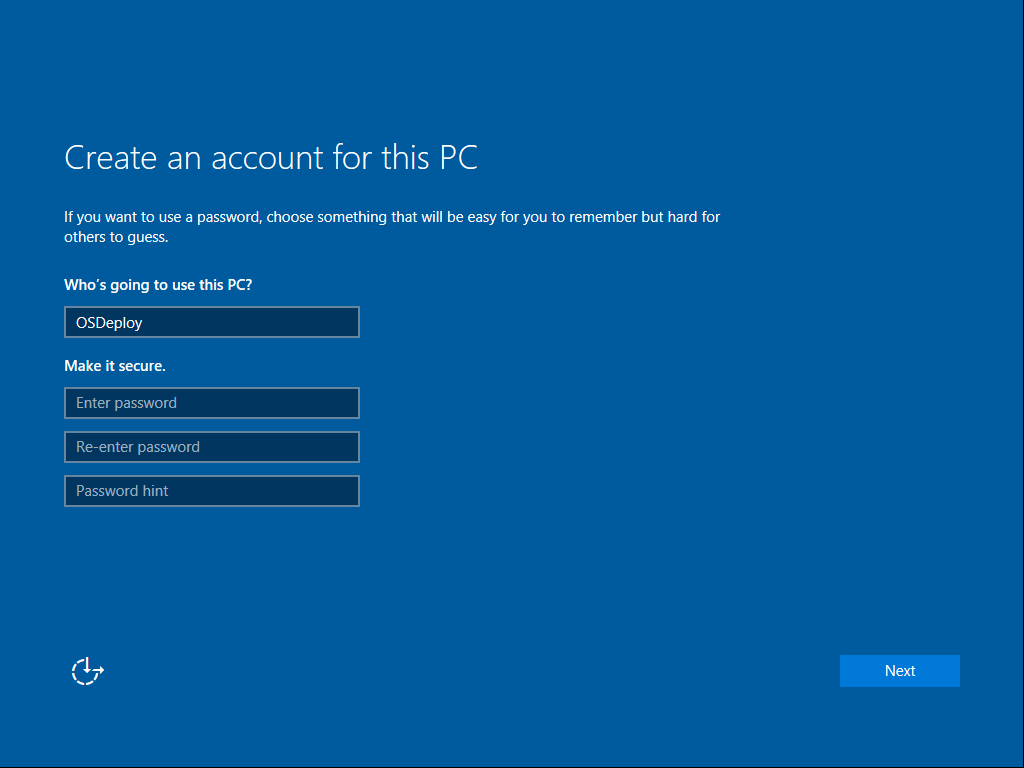 Create an account for this PC
If you want to use a password, choose something that will be easy for you to remember but hard for
others to guess.
Who's going to use this PC?
OSDeploy
Make it secure.
Enter password
Re-enter password
Password hint
Next